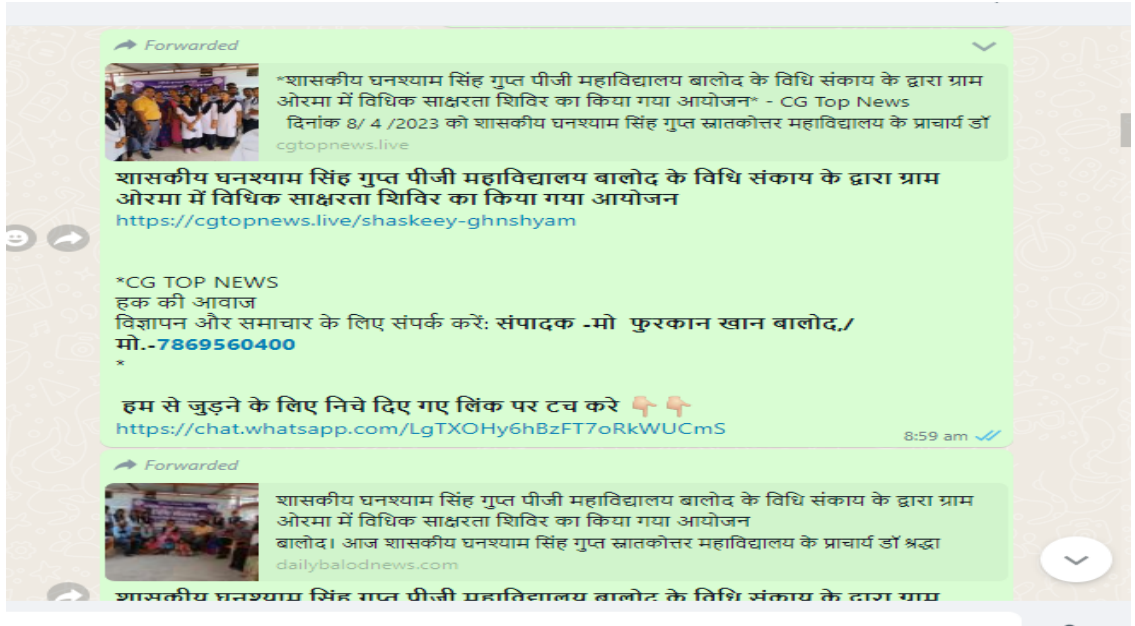 Forwarded
*शासकीय घनश्याम सिंह गुप्त पीजी महाविद्यालय बालोद के विधि संकाय के द्वारा ग्राम
ओरमा में विधिक साक्षरता शिविर का किया गया आयोजन* - CG Top News
दिनांक 8/ 4 /2023 को शासकीय घनश्याम सिंह गुप्त स्नातकोत्तर महाविद्यालय के प्राचार्य डॉ
cgtopnews.live
शासकीय घनश्याम सिंह गुप्त पीजी महाविद्यालय बालोद के विधि संकाय के द्वारा ग्राम
ओरमा में विधिक साक्षरता शिविर का किया गया आयोजन
https://cgtopnews.live/shaskeey-ghnshyam
*CG TOP NEWS
हक की आवाज
विज्ञापन और समाचार के लिए संपर्क करें: संपादक -मो फुरकान खान बालोद,/
मो.-7869560400
*
हम से जुड़ने के लिए निचे दिए गए लिंक पर टच करे 👇🏻 👇🏻
https://chat.whatsapp.com/LgTXOHy6hBzFT7oRkWUCmS
8:59 am
Forwarded
शासकीय घनश्याम सिंह गुप्त पीजी महाविद्यालय बालोद के विधि संकाय के द्वारा ग्राम
ओरमा में विधिक साक्षरता शिविर का किया गया आयोजन
बालोद। आज शासकीय घनश्याम सिंह गुप्त स्नातकोत्तर महाविद्यालय के प्राचार्य डॉ श्रद्धा
dailybalodnews.com
शासकीय घनश्याम सिंह गुप्त पीजी महाविद्यालय बालोद के विधि संकाय के द्वारा ग्राम